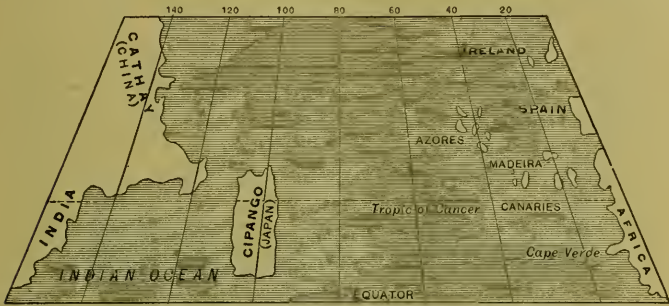 140 120 100 80 60 40 20
CATHAY
(CHINA)
IRELAND
SPAIN
AZORES
MADEIRA
INDIA
CIPANGO
(JAPAN)
Tropic of Cancer
CANARIES
AFRICA
Cape Verde
INDIAN OCEAN
EQUATOR